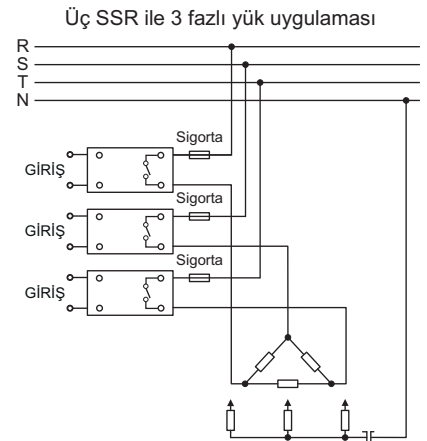 Üç SSR ile 3 fazlı yük uygulaması
R
S
T
N
Sigorta
GİRİŞ
Sigorta
GİRİŞ
Sigorta
GİRİŞ